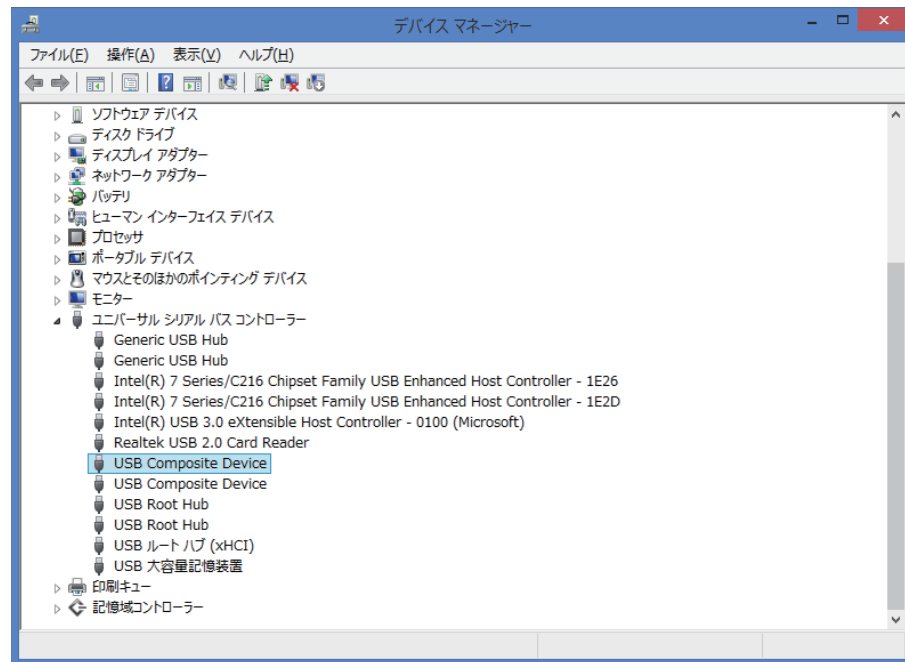 デバイス マネージャー
ファイル(F) 操作(A) 表示(V) ヘルプ(H)
ソフトウェア デバイス
ディスク ドライブ
ディスプレイ アダプター
ネットワーク アダプター
バッテリ
ヒューマン インターフェイス デバイス
プロセッサ
ポータブル デバイス
マウスとそのほかのポインティング デバイス
モニター
ユニバーサル シリアル バス コントローラー
Generic USB Hub
Generic USB Hub
Intel(R) 7 Series/C216 Chipset Family USB Enhanced Host Controller - 1E26
Intel(R) 7 Series/C216 Chipset Family USB Enhanced Host Controller - 1E2D
Intel(R) USB 3.0 eXtensible Host Controller - 0100 (Microsoft)
Realtek USB 2.0 Card Reader
USB Composite Device
USB Composite Device
USB Root Hub
USB Root Hub
USB ルート ハブ (xHCI)
USB 大容量記憶装置
印刷キュー
記憶域コントローラー